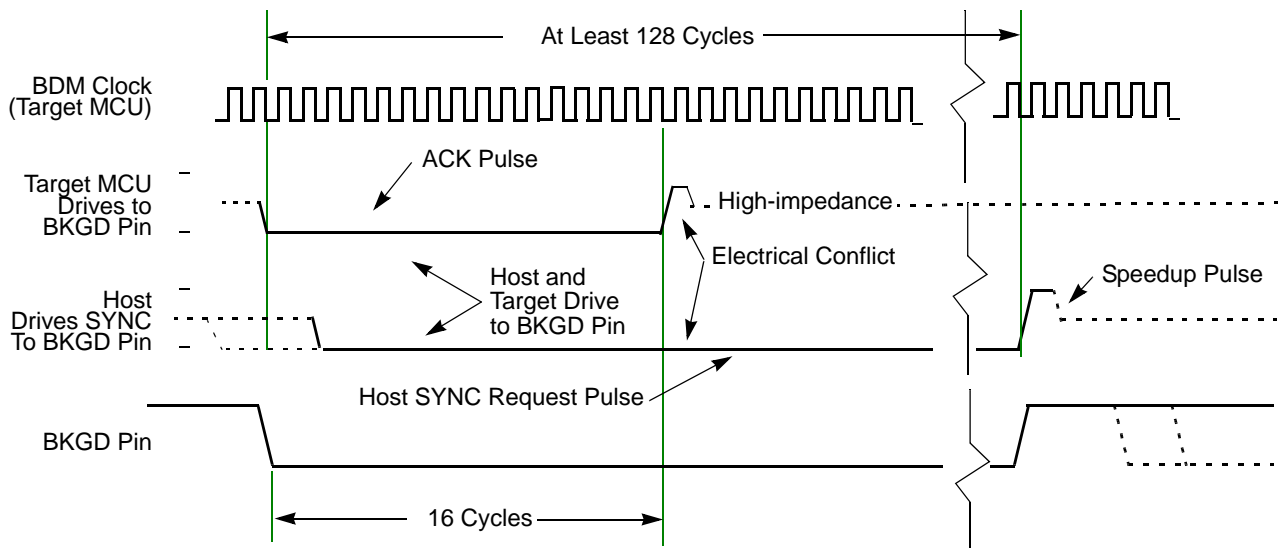 At Least 128 Cycles
BDM Clock
(Target MCU)
ACK Pulse
Target MCU
Drives to
BKGD Pin
High-impedance
Electrical Conflict
Host and
Target Drive
to BKGD Pin
Speedup Pulse
Host
Drives SYNC
To BKGD Pin
Host SYNC Request Pulse
BKGD Pin
16 Cycles